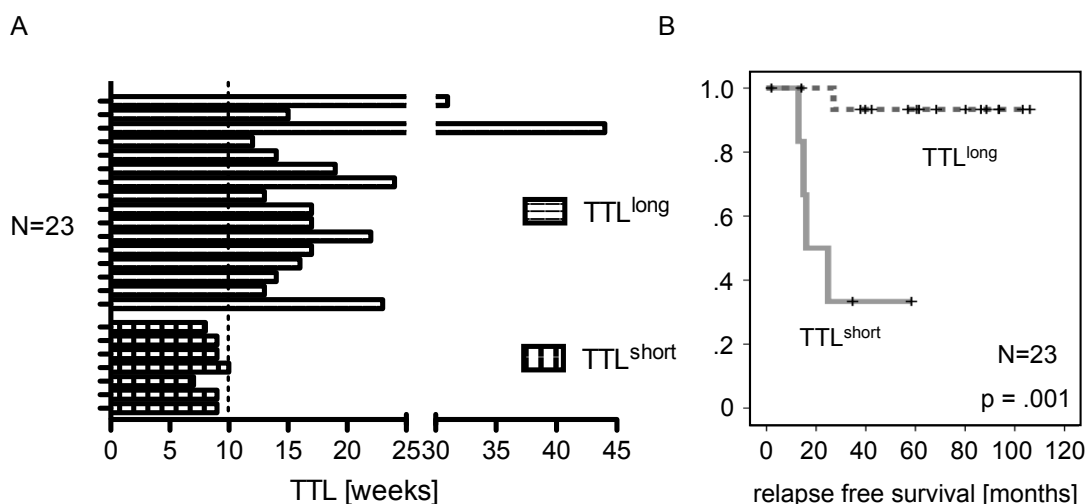 A
N=23
TTL^long
TTL^short
0 5 10 15 20 25 30 35 40 45
TTL [weeks]
B
1.0
.8
.6
.4
.2
0
TTL^long
TTL^short
N=23
p = .001
0 20 40 60 80 100 120
relapse free survival [months]